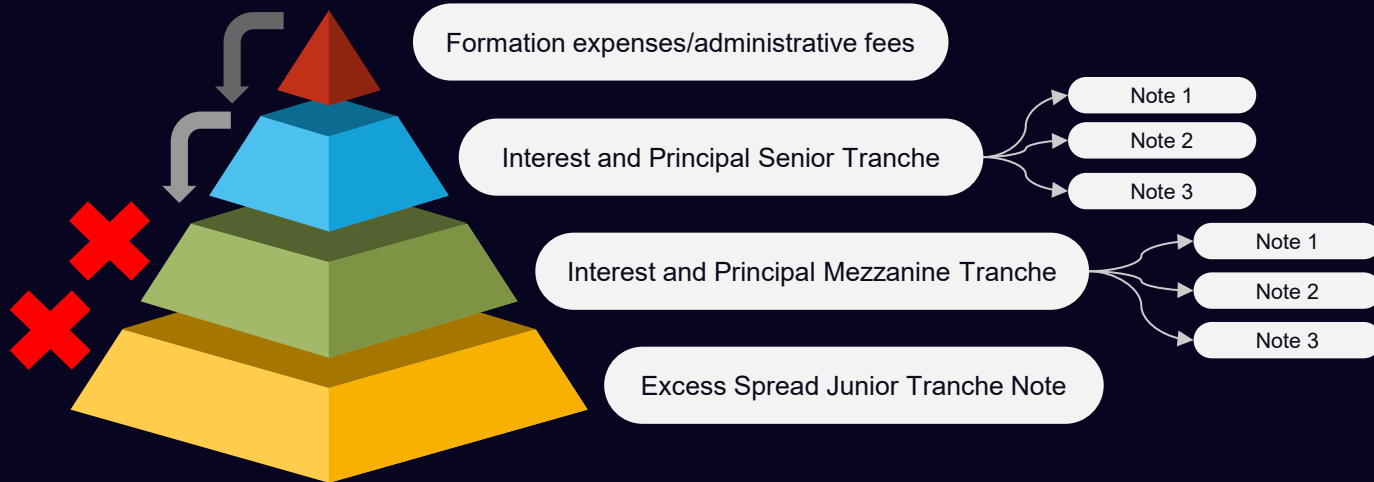 Formation expenses/administrative fees
Interest and Principal Senior Tranche
Note 1
Note 2
Note 3
Interest and Principal Mezzanine Tranche
Note 1
Note 2
Note 3
Excess Spread Junior Tranche Note